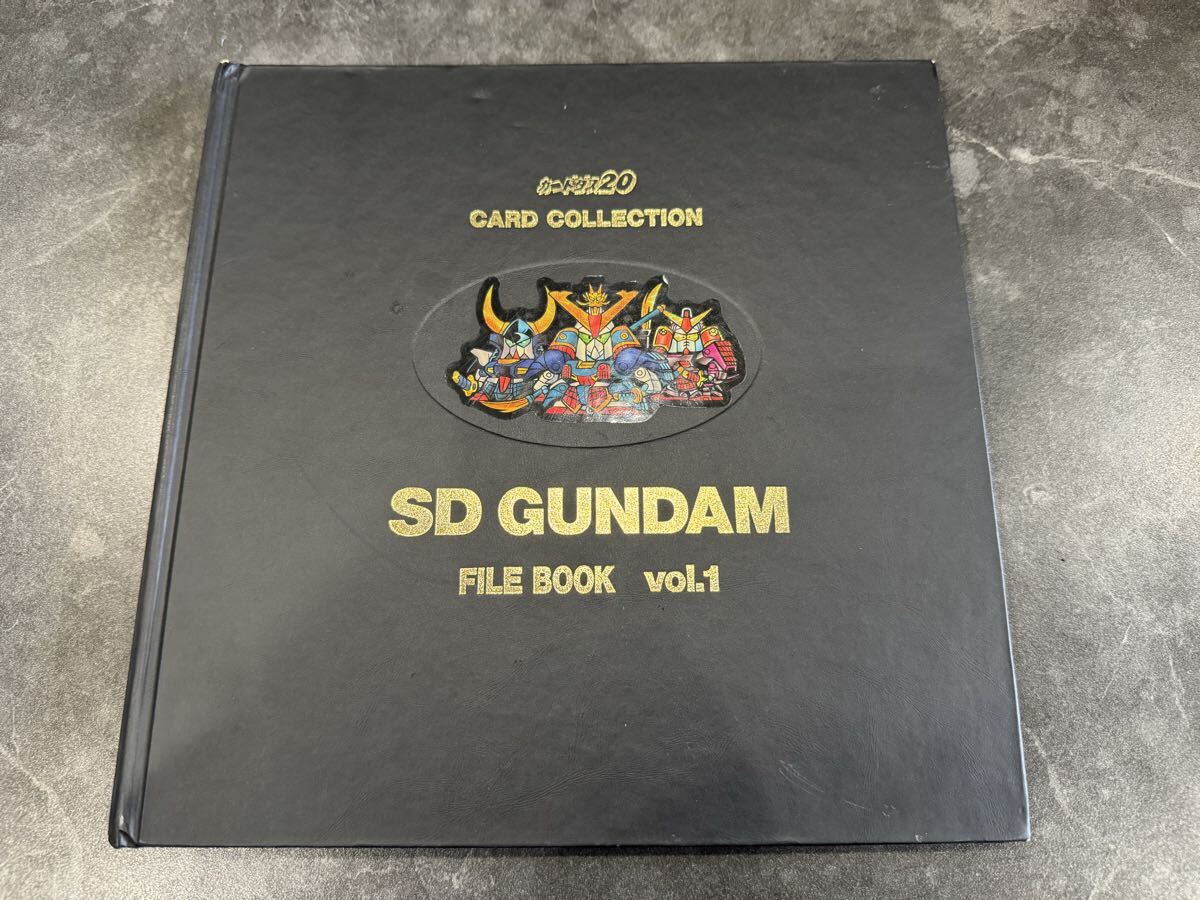 カードダス20
CARD COLLECTION
SD GUNDAM
FILE BOOK vol.1